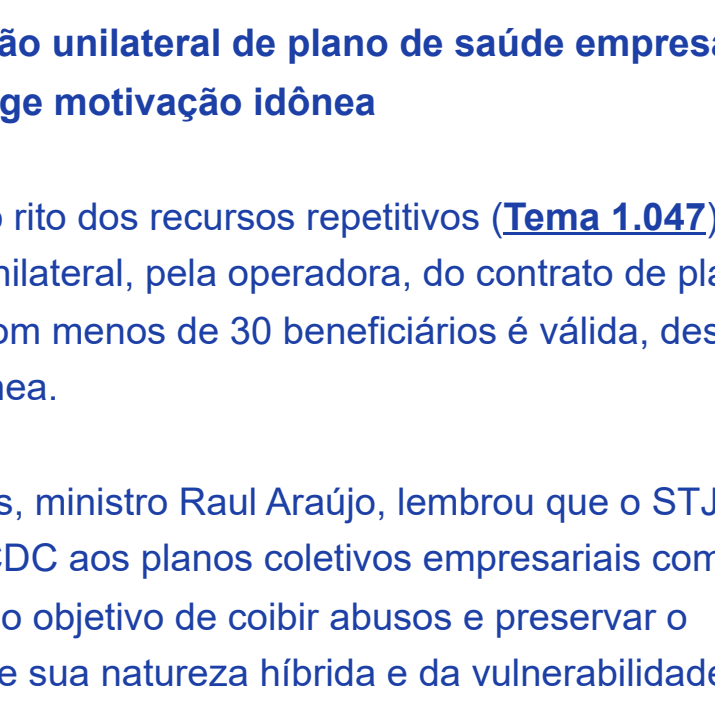 ão unilateral de plano de saúde empresa
ge motivação idônea
o rito dos recursos repetitivos (Tema 1.047)
nilateral, pela operadora, do contrato de pla
om menos de 30 beneficiários é válida, des
nea.
s, ministro Raul Araújo, lembrou que o STJ
CDC aos planos coletivos empresariais com
o objetivo de coibir abusos e preservar o
e sua natureza híbrida e da vulnerabilidade